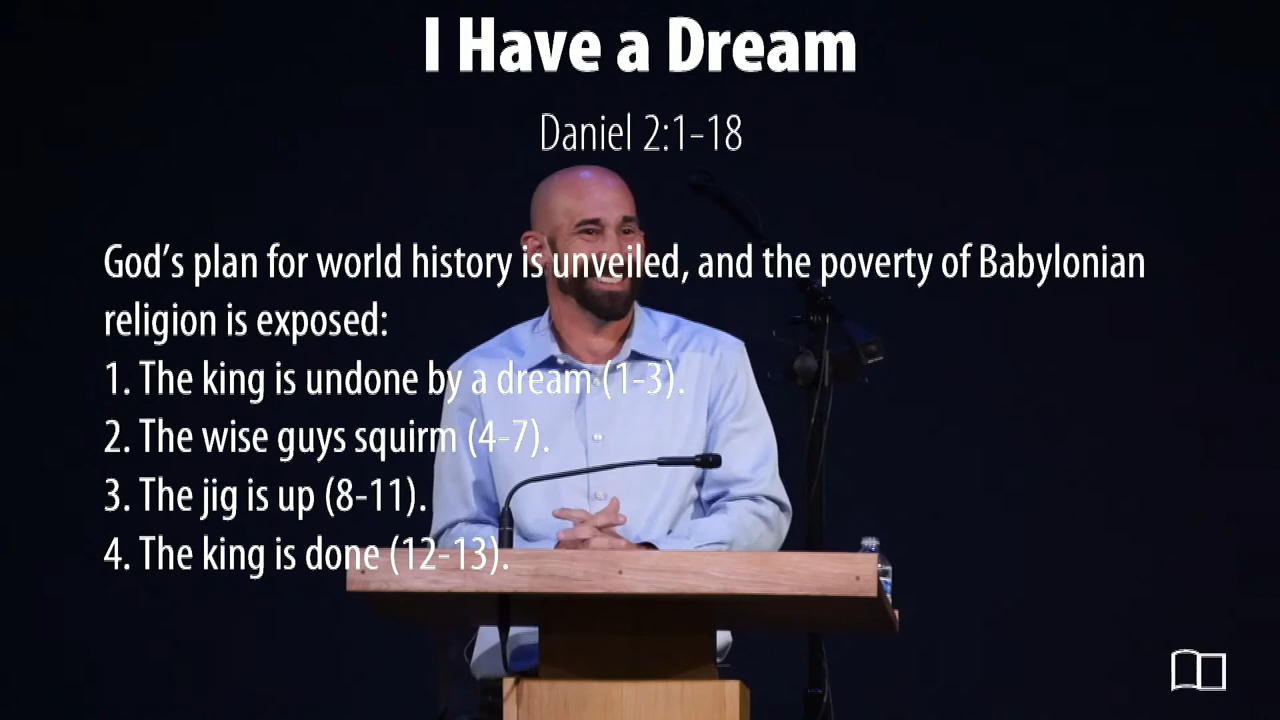 I Have a Dream
Daniel 2:1–18
God’s plan for world history is unveiled, and the poverty of Babylonian
religion is exposed:
1. The king is undone by a dream (1-3).
2. The wise guys squirm (4-7).
3. The jig is up (8-11).
4. The king is done (12-13).